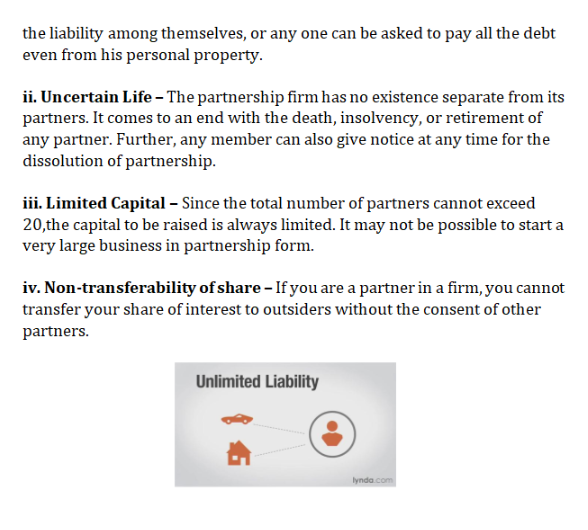 the liability among themselves, or any one can be asked to pay all the debt
even from his personal property.
ii. Uncertain Life – The partnership firm has no existence separate from its
partners. It comes to an end with the death, insolvency, or retirement of
any partner. Further, any member can also give notice at any time for the
dissolution of partnership.
iii. Limited Capital – Since the total number of partners cannot exceed
20,the capital to be raised is always limited. It may not be possible to start a
very large business in partnership form.
iv. Non-transferability of share – If you are a partner in a firm, you cannot
transfer your share of interest to outsiders without the consent of other
partners.
Unlimited Liability
lynda.com